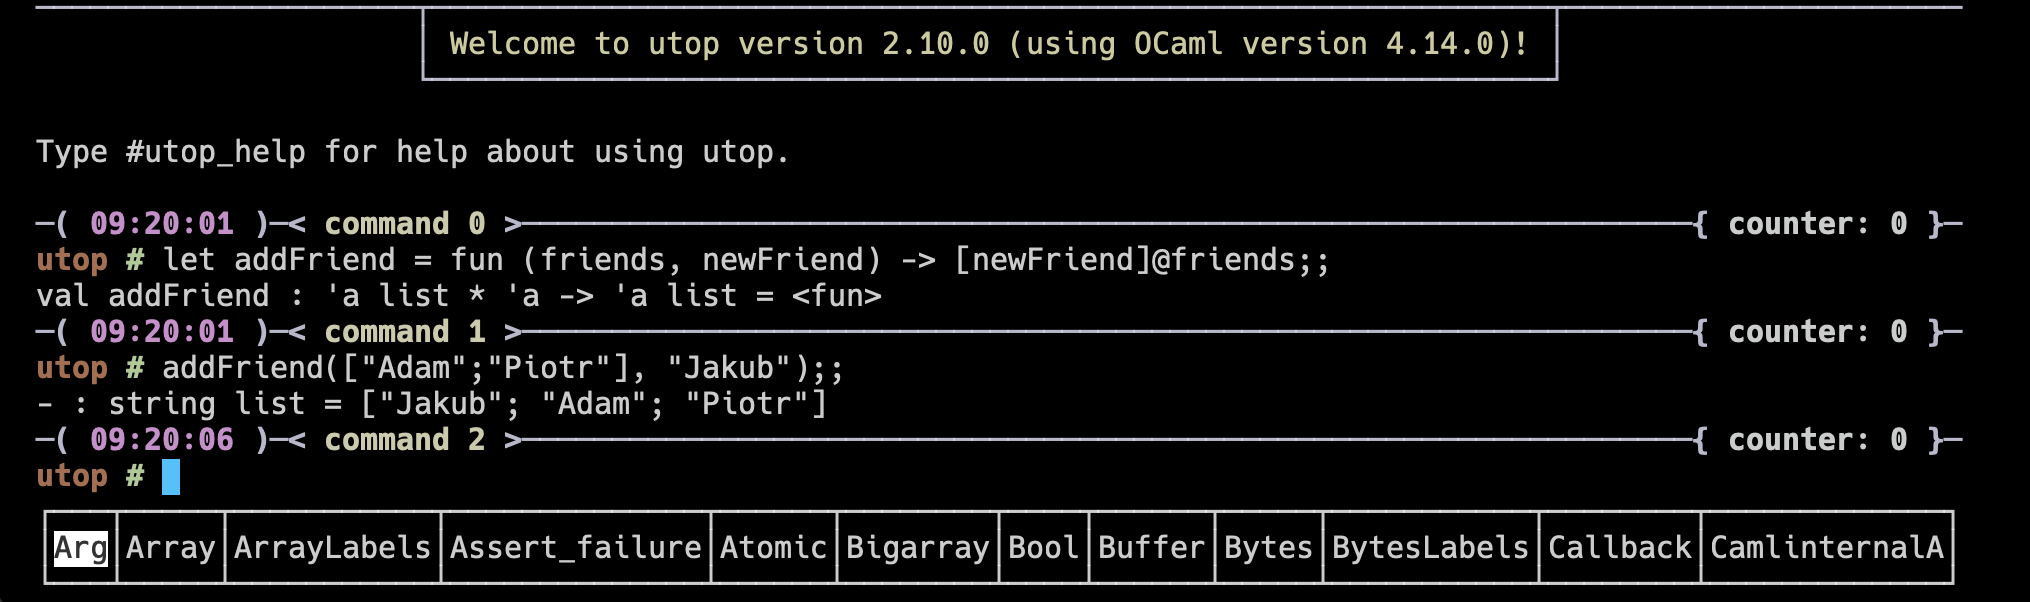 Welcome to utop version 2.10.0 (using OCaml version 4.14.0)!
Type #utop_help for help about using utop.
─( 09:20:01 )─< command 0 >──────────────────────────{ counter: 0 }─
utop # let addFriend = fun (friends, newFriend) -> [newFriend]@friends;;
val addFriend : 'a list * 'a -> 'a list = <fun>
─( 09:20:01 )─< command 1 >──────────────────────────{ counter: 0 }─
utop # addFriend(["Adam";"Piotr"], "Jakub");;
- : string list = ["Jakub"; "Adam"; "Piotr"]
─( 09:20:06 )─< command 2 >──────────────────────────{ counter: 0 }─
utop #
Arg│Array│ArrayLabels│Assert_failure│Atomic│Bigarray│Bool│Buffer│Bytes│BytesLabels│Callback│CamlinternalA